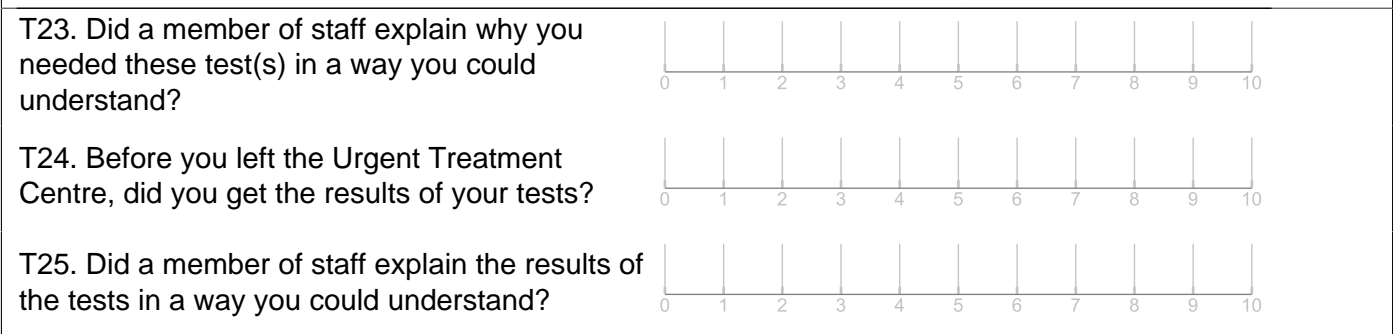 T23. Did a member of staff explain why you
needed these test(s) in a way you could
understand?
0 1 2 3 4 5 6 7 8 9 10
T24. Before you left the Urgent Treatment
Centre, did you get the results of your tests?
0 1 2 3 4 5 6 7 8 9 10
T25. Did a member of staff explain the results of
the tests in a way you could understand?
0 1 2 3 4 5 6 7 8 9 10